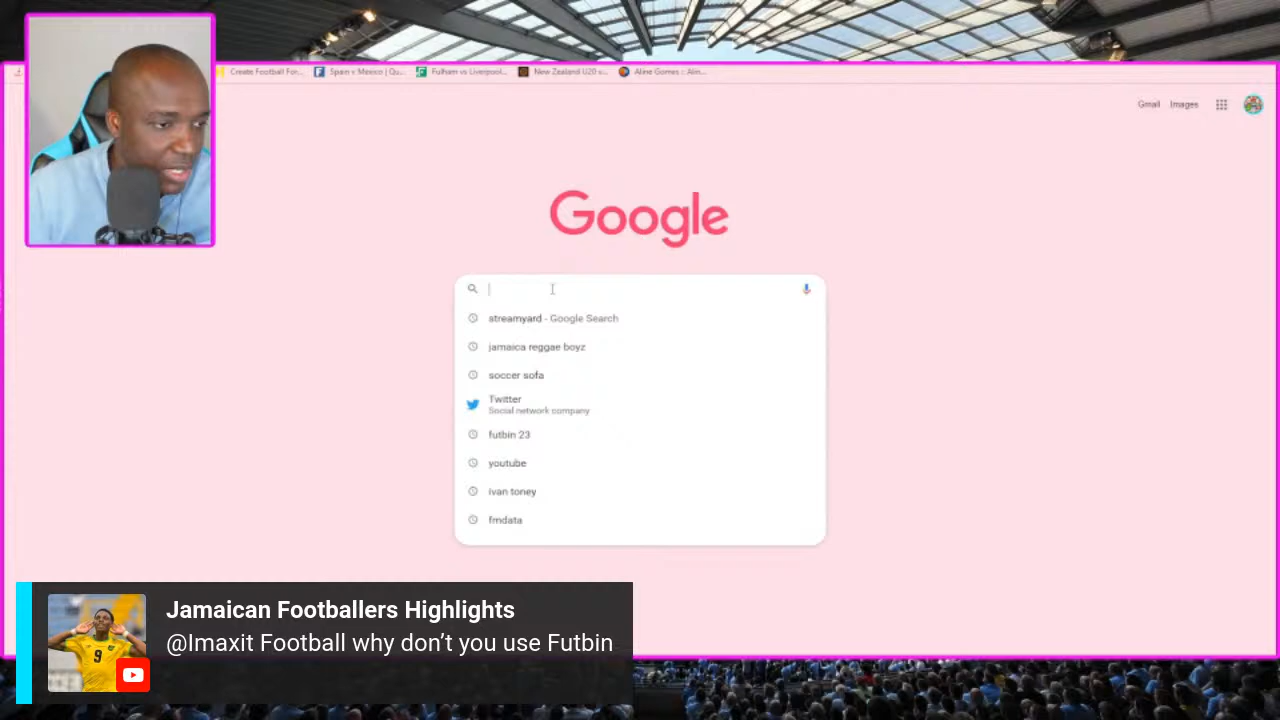 Create Football For...
Spain v Mexico | Qu...
Fulham vs Liverpool...
New Zealand U20 v...
Aline Gomes :: Alin...
Gmail
Images
Google
streamyard - Google Search
jamaica reggae boyz
soccer sofa
Twitter
Social network company
futbin 23
youtube
ivan toney
fmdata
Jamaican Footballers Highlights
@Imaxit Football why don’t you use Futbin
9